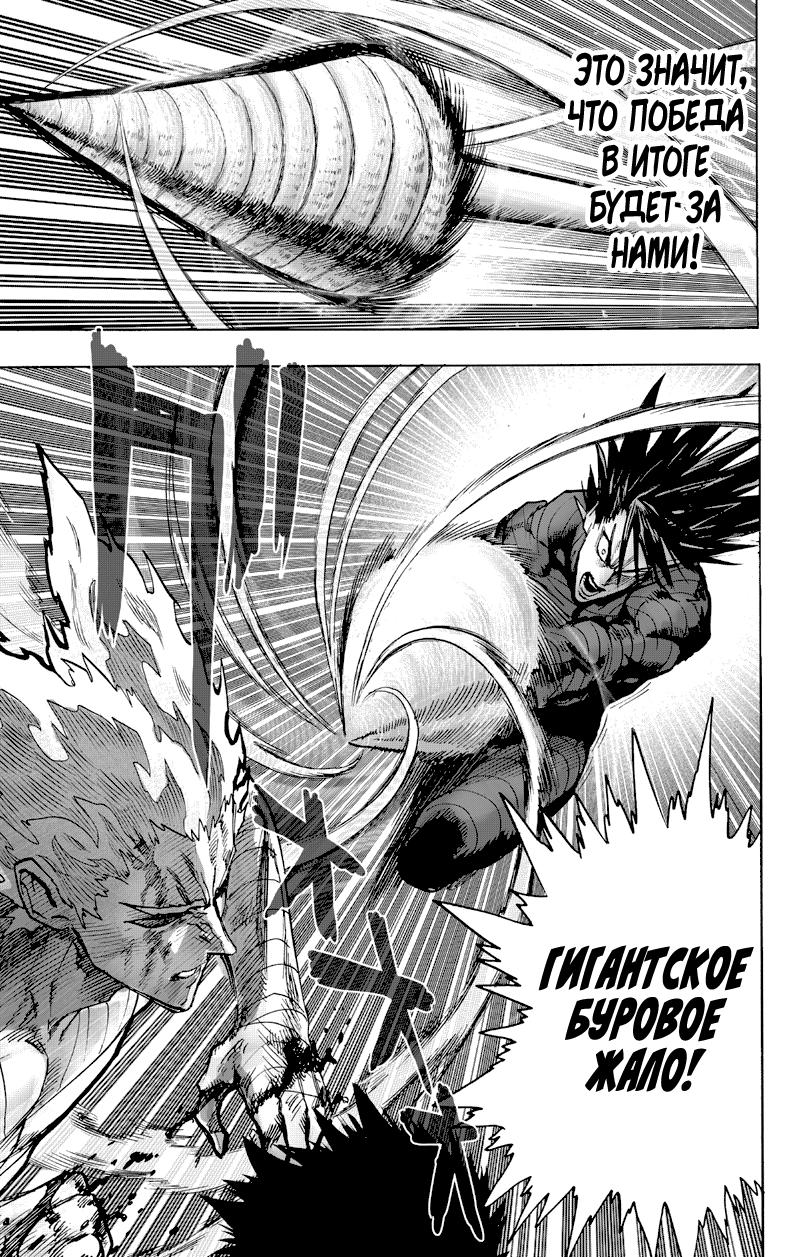 ЭТО ЗНАЧИТ,
ЧТО ПОБЕДА
В ИТОГЕ
БУДЕТ ЗА
НАМИ!
ГИГАНТСКОЕ
БУРОВОЕ
ЖАЛО!